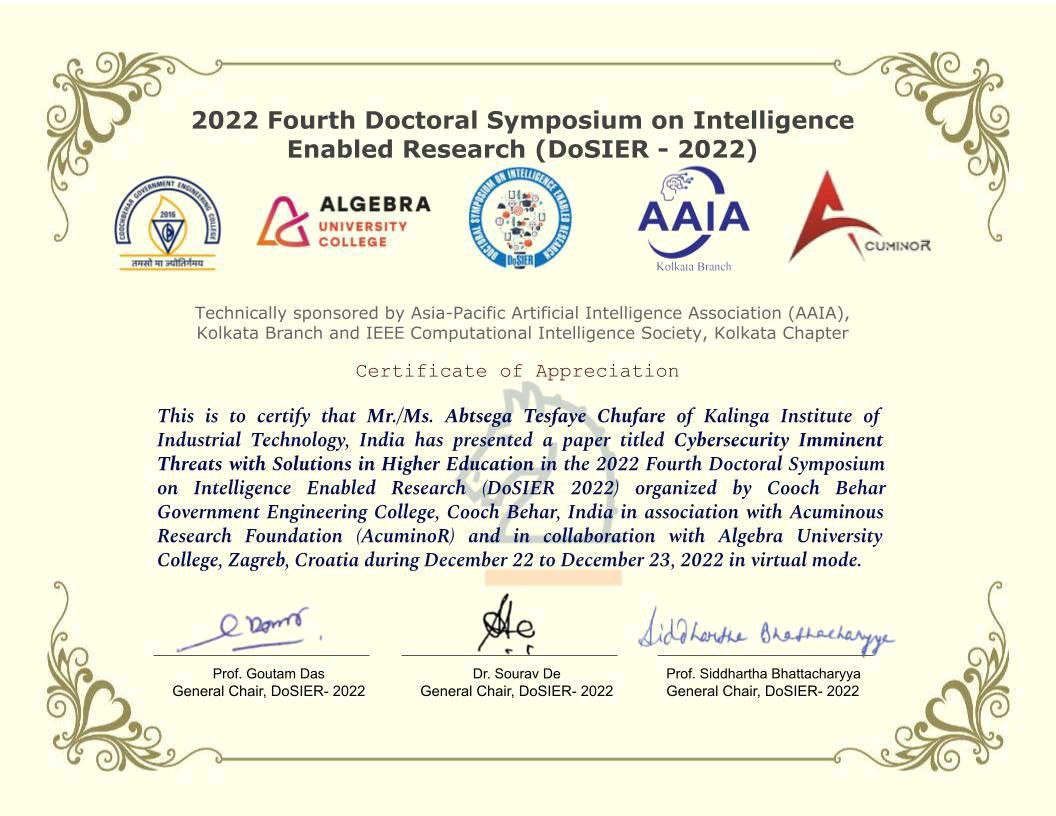 2022 Fourth Doctoral Symposium on Intelligence
Enabled Research (DoSIER - 2022)
COOCHBEHAR GOVERNMENT ENGINEERING COLLEGE
2016
तमसो मा ज्योतिर्गमय
ALGEBRA
UNIVERSITY
COLLEGE
DOCTORAL SYMPOSIUM ON INTELLIGENCE ENABLED RESEARCH
DoSIER
AAIA
Kolkata Branch
ACUMINOR
Technically sponsored by Asia-Pacific Artificial Intelligence Association (AAIA),
Kolkata Branch and IEEE Computational Intelligence Society, Kolkata Chapter
Certificate of Appreciation
This is to certify that Mr./Ms. Abtsega Tesfaye Chufare of Kalinga Institute of
Industrial Technology, India has presented a paper titled Cybersecurity Imminent
Threats with Solutions in Higher Education in the 2022 Fourth Doctoral Symposium
on Intelligence Enabled Research (DoSIER 2022) organized by Cooch Behar
Government Engineering College, Cooch Behar, India in association with Acuminous
Research Foundation (AcuminoR) and in collaboration with Algebra University
College, Zagreb, Croatia during December 22 to December 23, 2022 in virtual mode.
Siddhartha Bhattacharyya
Prof. Goutam Das
General Chair, DoSIER- 2022
Dr. Sourav De
General Chair, DoSIER- 2022
Prof. Siddhartha Bhattacharyya
General Chair, DoSIER- 2022